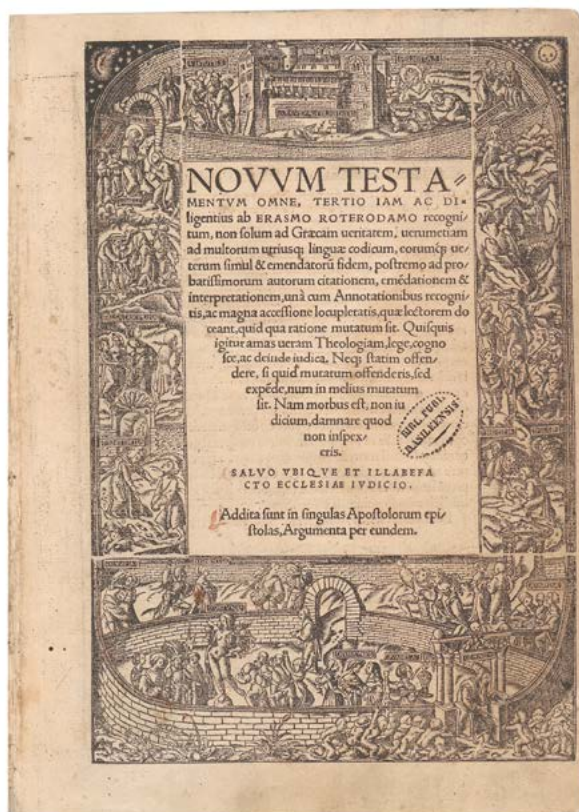 NOVVM TESTA⸗
MENTVM OMNE, TERTIO IAM AC DI⸗
ligentius ab ERASMO ROTERODAMO recogni⸗
tum, non solum ad Græcam ueritatem, uerumetiam
ad multorum utriusq; linguæ codicum, eorumq́; ue⸗
terum simul & emendatorũ fidem, postremo ad pro⸗
batissimorum autorum citationem, emẽdationem &
interpretationem, unà cum Annotationibus recogni⸗
tis, ac magna accessione locupletatis, quæ lectorem do
ceant, quid qua ratione mutatum sit. Quisquis
igitur amas ueram Theologiam, lege, cogno
sce, ac deinde iudica. Neq; statim offen⸗
dere, si quid mutatum offenderis, sed
expẽde, num in melius mutatum
sit. Nam morbus est, non iu
dicium, damnare quod
non inspex⸗
eris.
BIBL. PUBL.
BASILEENSIS
SALVO VBIQVE ET ILLABEFA
CTO ECCLESIAE IVDICIO.
Addita sunt in singulas Apostolorum epi⸗
stolas, Argumenta per eundem.